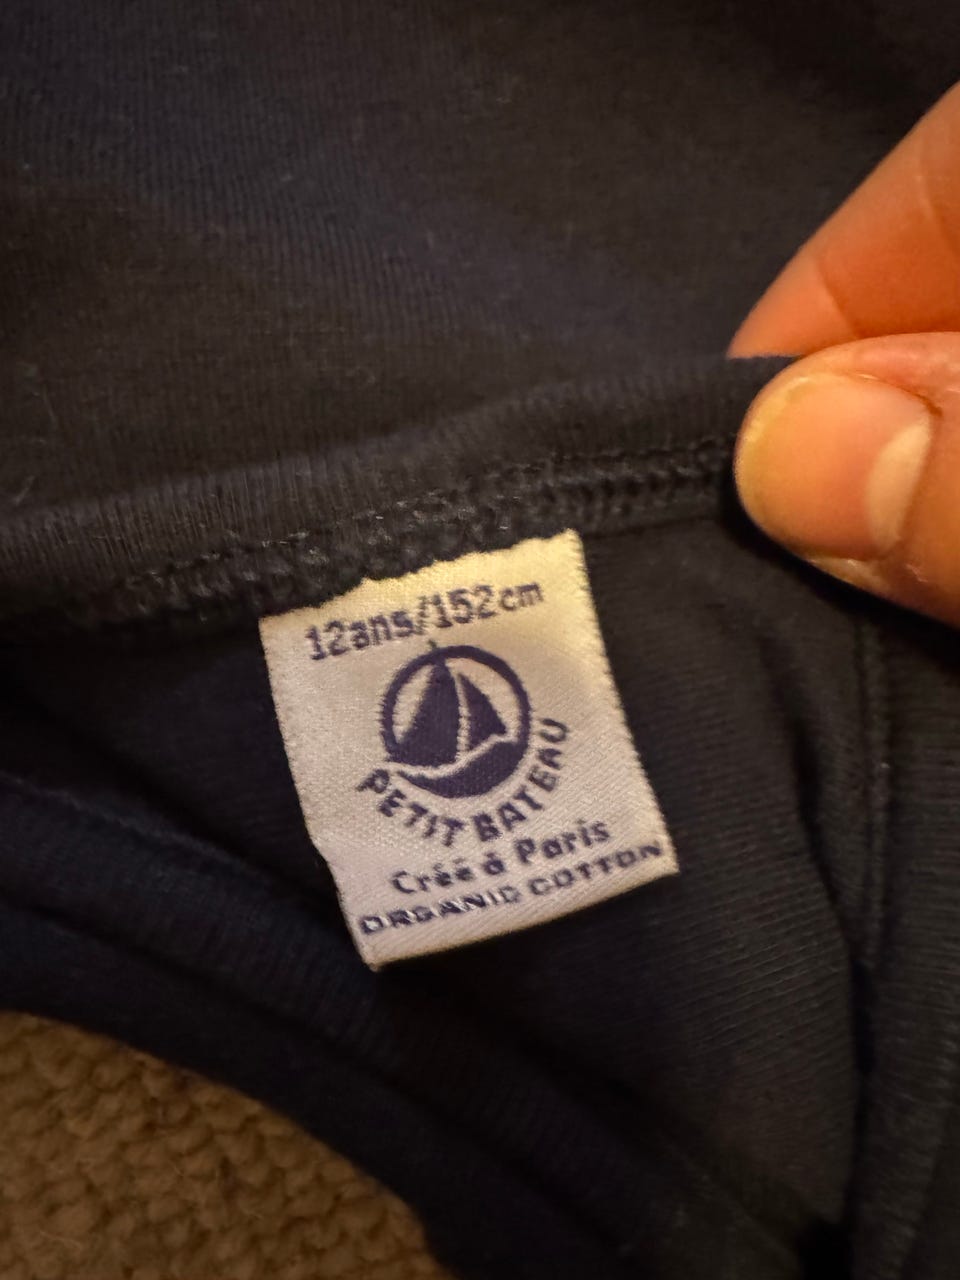 12ans/152cm
PETIT BATEAU
Créé à Paris
ORGANIC COTTON